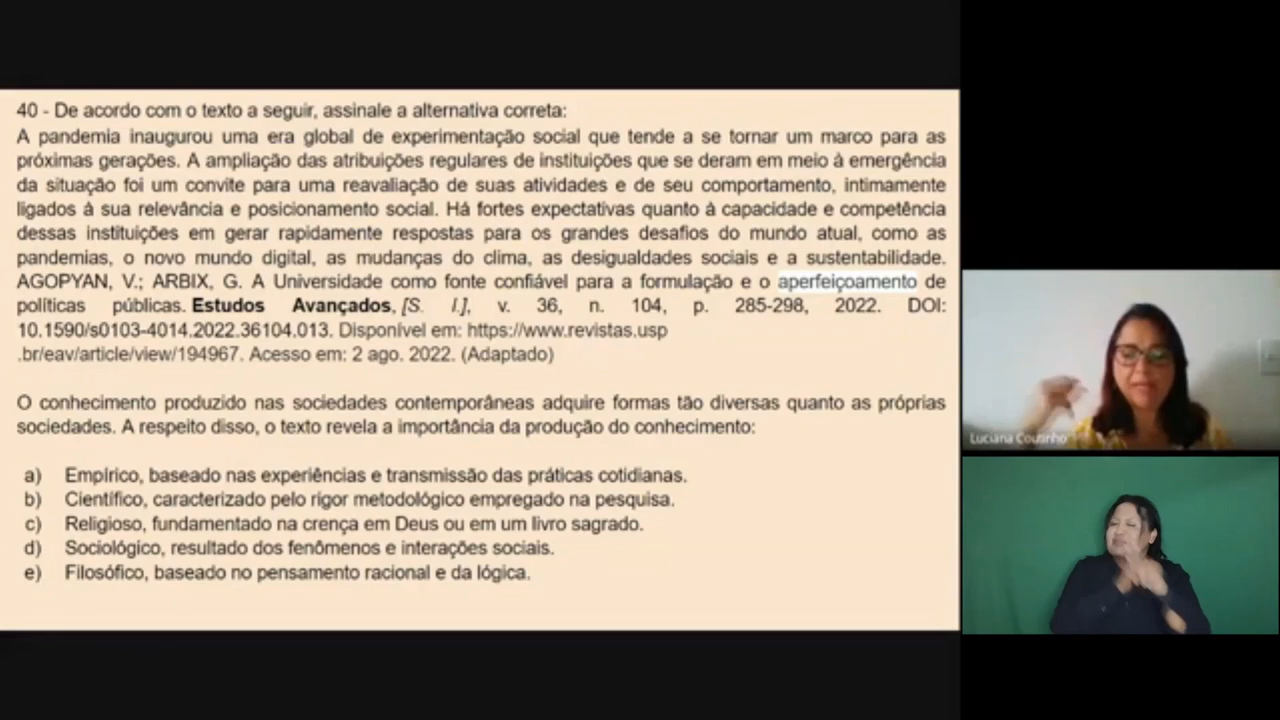 40 - De acordo com o texto a seguir, assinale a alternativa correta:
A pandemia inaugurou uma era global de experimentação social que tende a se tornar um marco para as
próximas gerações. A ampliação das atribuições regulares de instituições que se deram em meio à emergência
da situação foi um convite para uma reavaliação de suas atividades e de seu comportamento, intimamente
ligados à sua relevância e posicionamento social. Há fortes expectativas quanto à capacidade e competência
dessas instituições em gerar rapidamente respostas para os grandes desafios do mundo atual, como as
pandemias, o novo mundo digital, as mudanças do clima, as desigualdades sociais e a sustentabilidade.
AGOPYAN, V.; ARBIX, G. A Universidade como fonte confiável para a formulação e o aperfeiçoamento de
políticas públicas. Estudos Avançados, [S. l.], v. 36, n. 104, p. 285-298, 2022. DOI:
10.1590/s0103-4014.2022.36104.013. Disponível em: https://www.revistas.usp
.br/eav/article/view/194967. Acesso em: 2 ago. 2022. (Adaptado)
O conhecimento produzido nas sociedades contemporâneas adquire formas tão diversas quanto as próprias
sociedades. A respeito disso, o texto revela a importância da produção do conhecimento:
a) Empírico, baseado nas experiências e transmissão das práticas cotidianas.
b) Científico, caracterizado pelo rigor metodológico empregado na pesquisa.
c) Religioso, fundamentado na crença em Deus ou em um livro sagrado.
d) Sociológico, resultado dos fenômenos e interações sociais.
e) Filosófico, baseado no pensamento racional e da lógica.
Luciana Coutinho